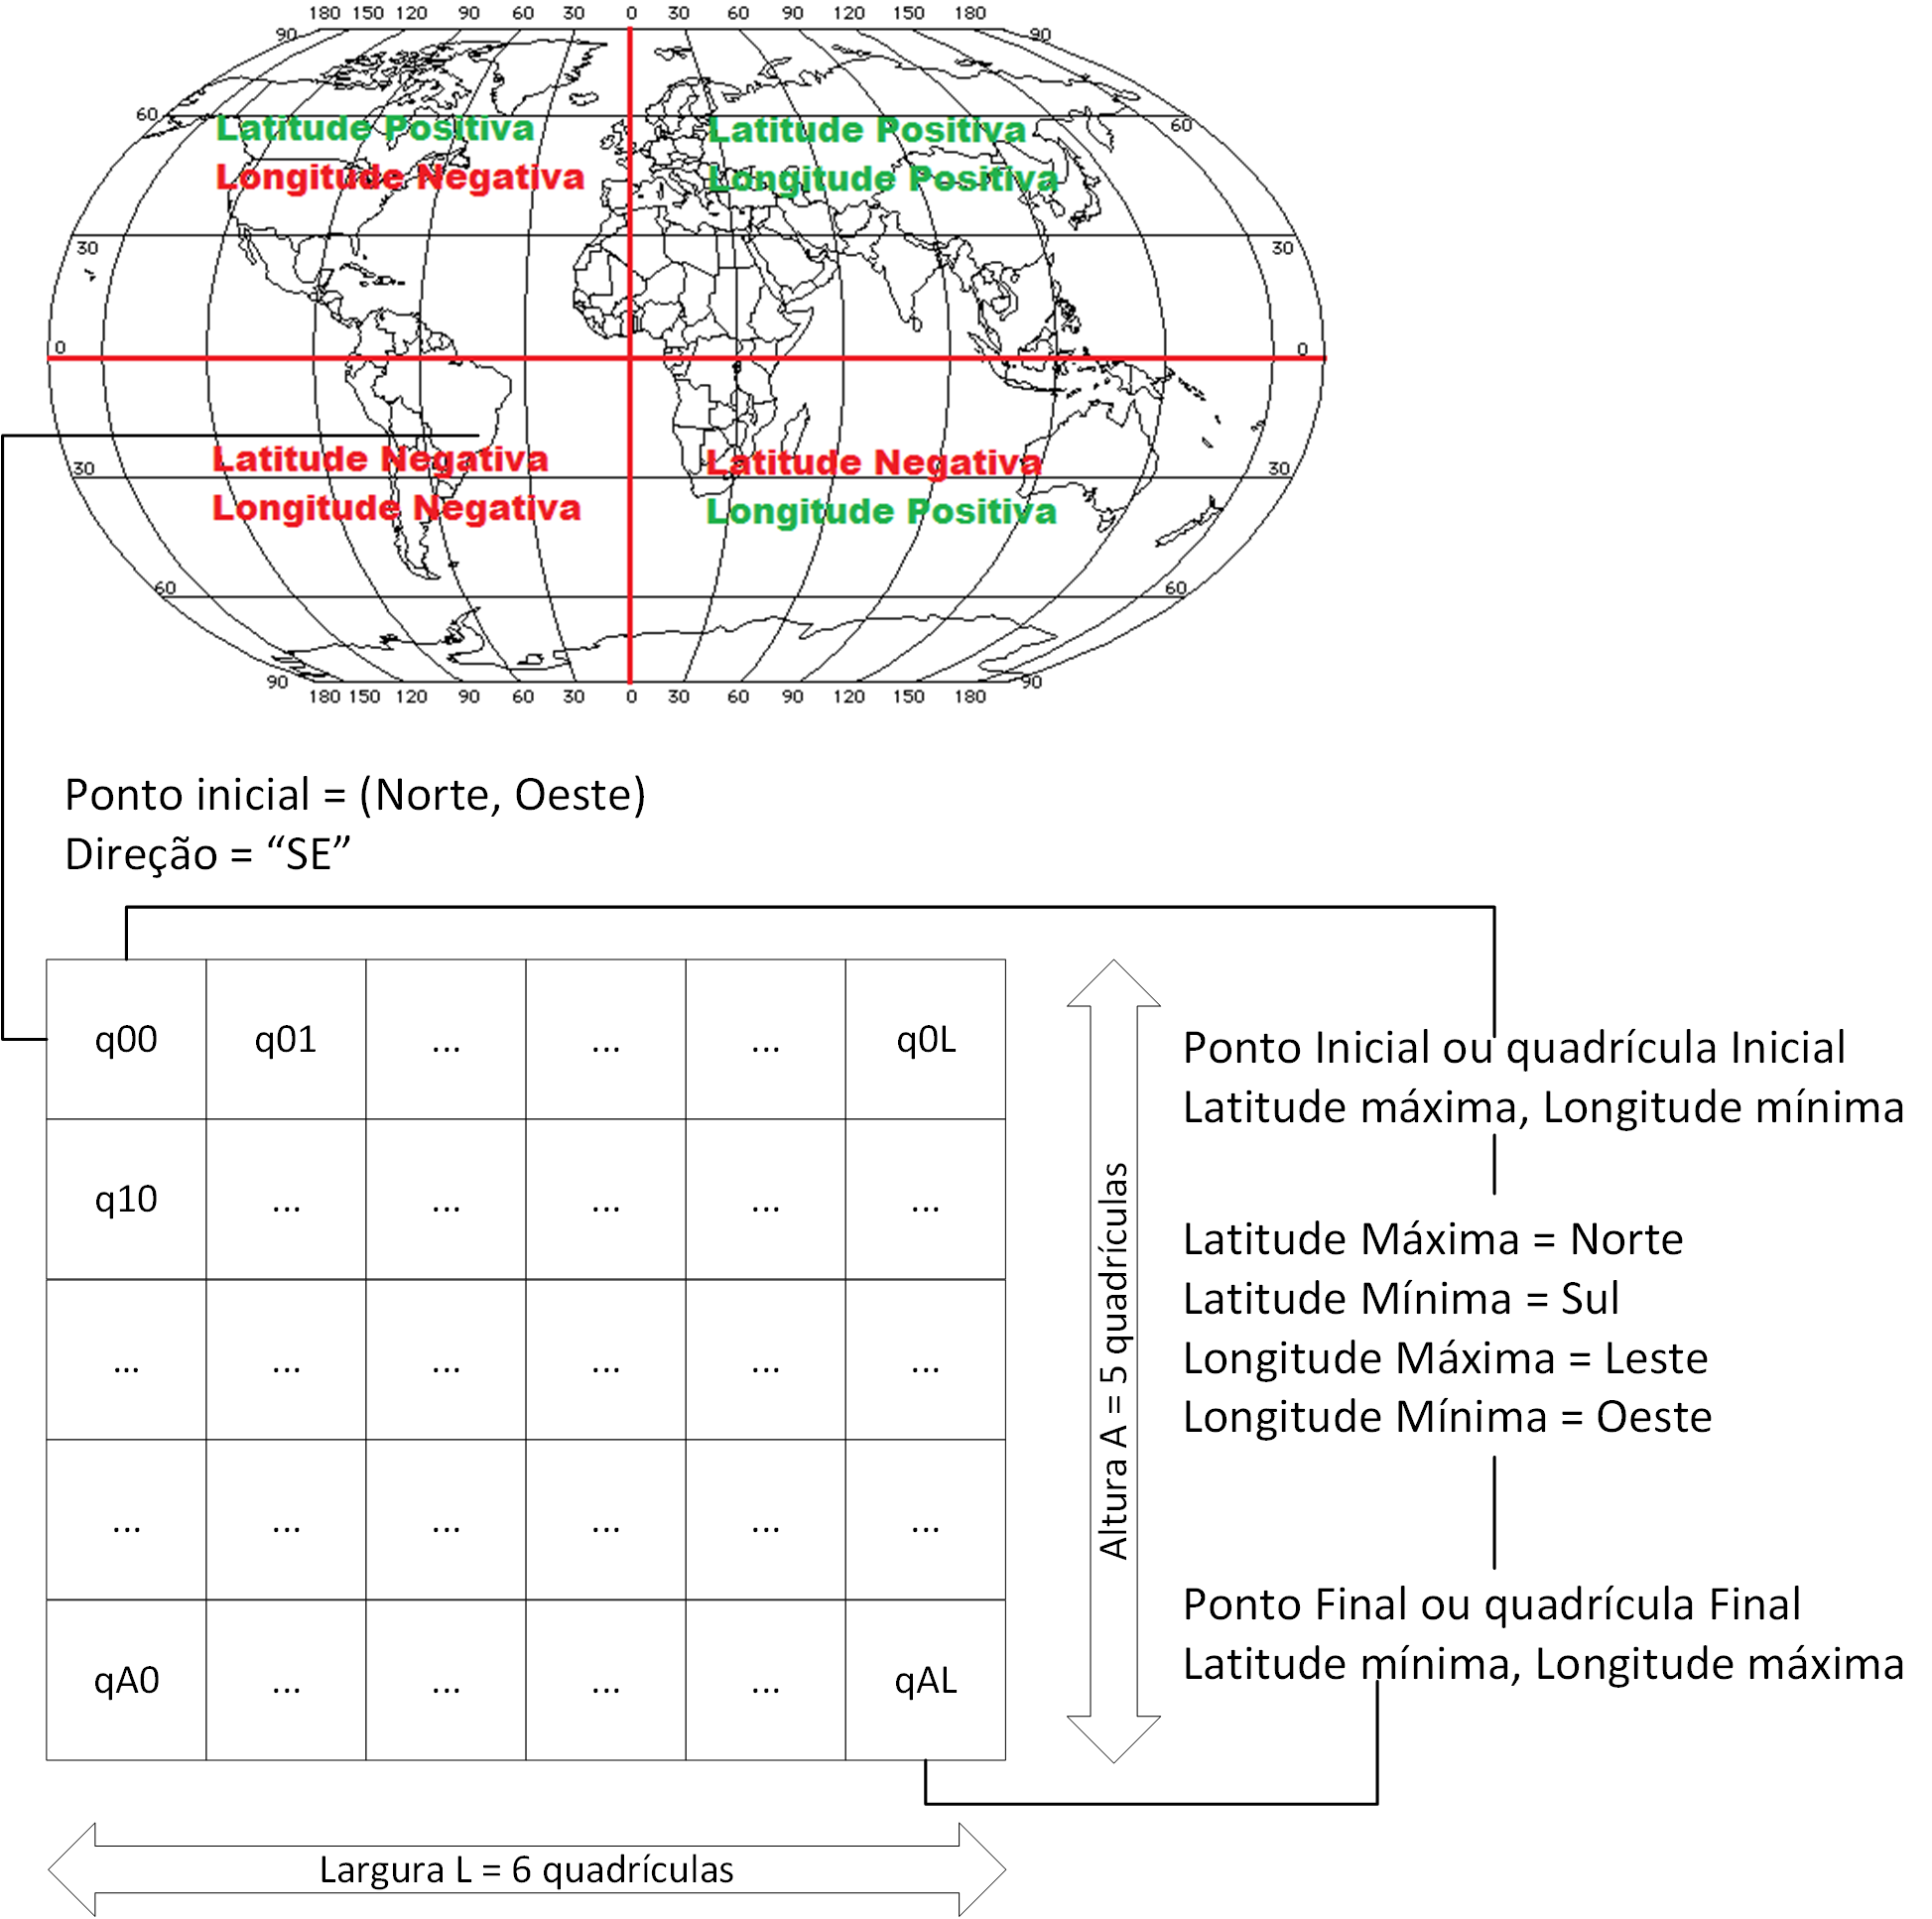 180 150 120 90 60 30 0 30 60 90 120 150 180
90 90
60 60
Latitude Positiva Latitude Positiva
Longitude Negativa Longitude Positiva
30 30
0 0
Latitude Negativa Latitude Negativa
30 30
Longitude Negativa Longitude Positiva
60 60
90 90
180 150 120 90 60 30 0 30 60 90 120 150 180
Ponto inicial = (Norte, Oeste)
Direção = “SE”
q00 q01 ... ... ... q0L
q10 ... ... ... ... ...
... ... ... ... ... ...
... ... ... ... ... ...
qA0 ... ... ... ... qAL
Largura L = 6 quadrículas
Altura A = 5 quadrículas
Ponto Inicial ou quadrícula Inicial
Latitude máxima, Longitude mínima
Latitude Máxima = Norte
Latitude Mínima = Sul
Longitude Máxima = Leste
Longitude Mínima = Oeste
Ponto Final ou quadrícula Final
Latitude mínima, Longitude máxima